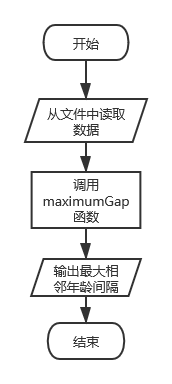 开始
从文件中读取
数据
调用
maximumGap
函数
输出最大相
邻年龄间隔
结束